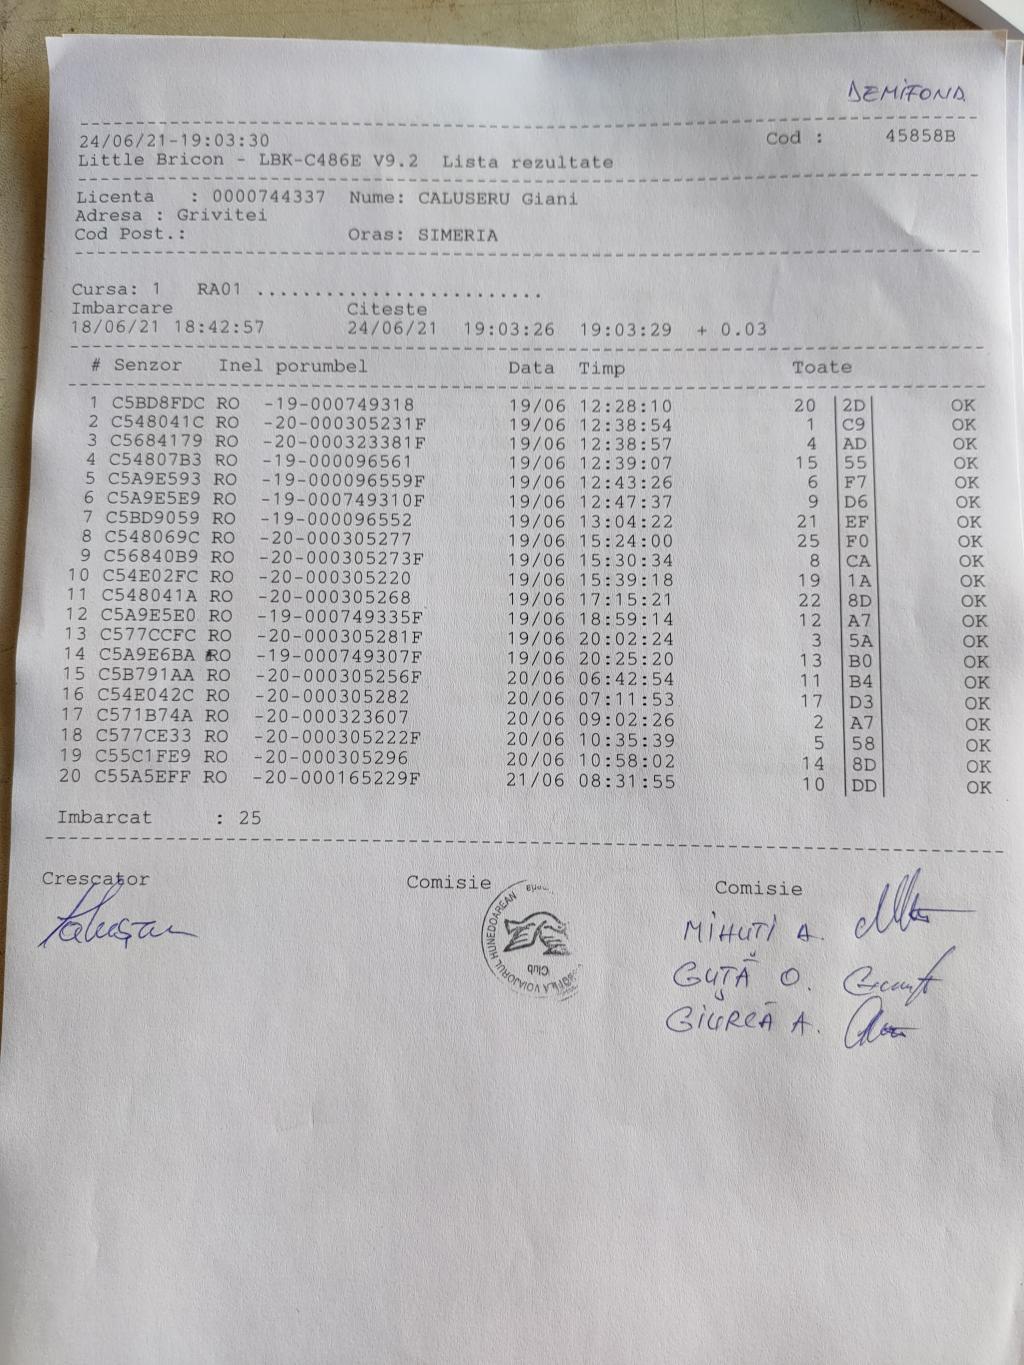 DEMIFOND
24/06/21-19:03:30 Cod : 45858B
Little Bricon - LBK-C486E V9.2 Lista rezultate
Licenta : 0000744337 Nume: CALUSERU Giani
Adresa : Grivitei
Cod Post.: Oras: SIMERIA
Cursa: 1 RA01 .........................
Imbarcare Citeste
18/06/21 18:42:57 24/06/21 19:03:26 19:03:29 + 0.03
# Senzor Inel porumbel Data Timp Toate
1 C5BD8FDC RO -19-000749318 19/06 12:28:10 20 2D OK
2 C548041C RO -20-000305231F 19/06 12:38:54 1 C9 OK
3 C5684179 RO -20-000323381F 19/06 12:38:57 4 AD OK
4 C54807B3 RO -19-000096561 19/06 12:39:07 15 55 OK
5 C5A9E593 RO -19-000096559F 19/06 12:43:26 6 F7 OK
6 C5A9E5E9 RO -19-000749310F 19/06 12:47:37 9 D6 OK
7 C5BD9059 RO -19-000096552 19/06 13:04:22 21 EF OK
8 C548069C RO -20-000305277 19/06 15:24:00 25 F0 OK
9 C56840B9 RO -20-000305273F 19/06 15:30:34 8 CA OK
10 C54E02FC RO -20-000305220 19/06 15:39:18 19 1A OK
11 C548041A RO -20-000305268 19/06 17:15:21 22 8D OK
12 C5A9E5E0 RO -19-000749335F 19/06 18:59:14 12 A7 OK
13 C577CCFC RO -20-000305281F 19/06 20:02:24 3 5A OK
14 C5A9E6BA RO -19-000749307F 19/06 20:25:20 13 B0 OK
15 C5B791AA RO -20-000305256F 20/06 06:42:54 11 B4 OK
16 C54E042C RO -20-000305282 20/06 07:11:53 17 D3 OK
17 C571B74A RO -20-000323607 20/06 09:02:26 2 A7 OK
18 C577CE33 RO -20-000305222F 20/06 10:35:39 5 58 OK
19 C55C1FE9 RO -20-000305296 20/06 10:58:02 14 8D OK
20 C55A5EFF RO -20-000165229F 21/06 08:31:55 10 DD OK
Imbarcat : 25
Crescator Comisie Comisie
VOIAJORUL HUNEDOAREAN
Club
MIHUȚI A.
GUȚĂ O.
GIURCĂ A.